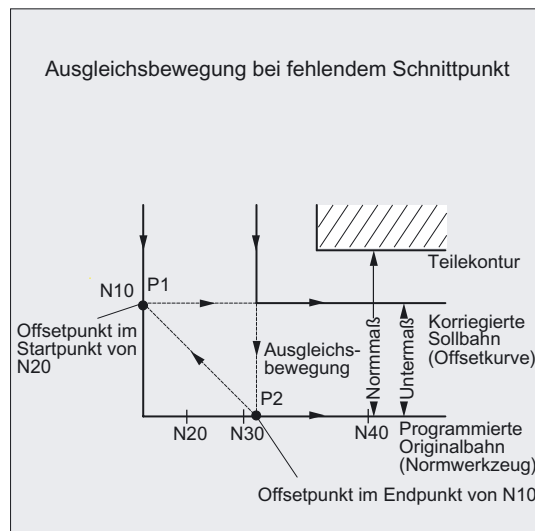 Ausgleichsbewegung bei fehlendem Schnittpunkt
Teilekontur
N10
P1
Offsetpunkt im
Startpunkt von
N20
Ausgleichs-
bewegung
Normmaß
Untermaß
Korriegierte
Sollbahn
(Offsetkurve)
P2
N20
N30
N40
Programmierte
Originalbahn
(Normwerkzeug)
Offsetpunkt im Endpunkt von N10